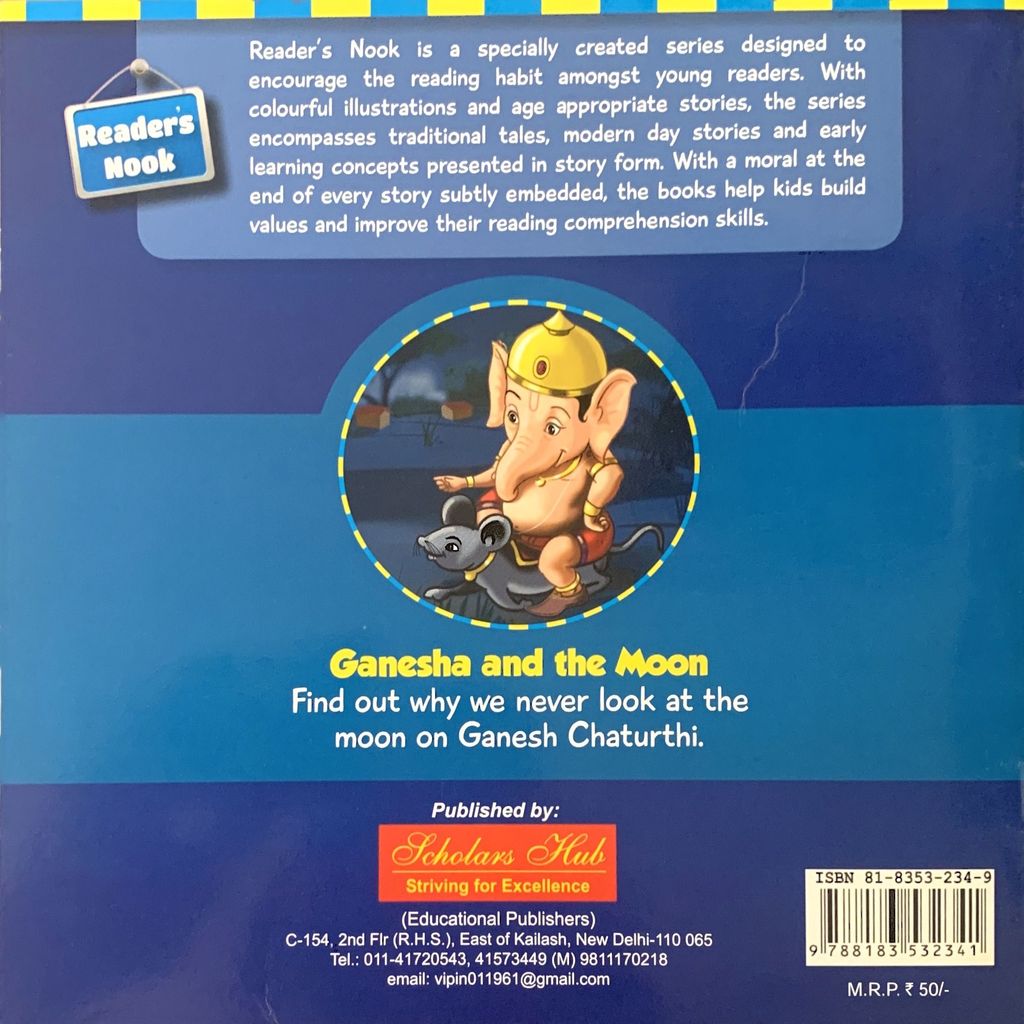 Reader's Nook is a specially created series designed to
encourage the reading habit amongst young readers. With
colourful illustrations and age appropriate stories, the series
encompasses traditional tales, modern day stories and early
learning concepts presented in story form. With a moral at the
end of every story subtly embedded, the books help kids build
values and improve their reading comprehension skills.
Reader's
Nook
Ganesha and the Moon
Find out why we never look at the
moon on Ganesh Chaturthi.
Published by:
Scholars Hub
Striving for Excellence
(Educational Publishers)
C-154, 2nd Flr (R.H.S.), East of Kailash, New Delhi-110 065
Tel.: 011-41720543, 41573449 (M) 9811170218
email: vipin011961@gmail.com
ISBN 81-8353-234-9
9 788183 532341
M.R.P. ₹ 50/-